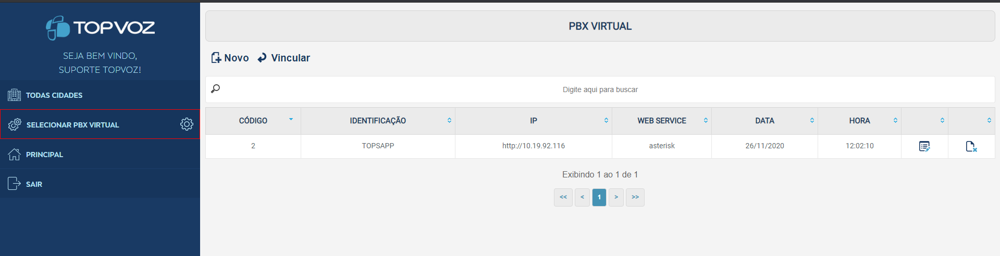 TOPVOZ
SEJA BEM VINDO,
SUPORTE TOPVOZ!
TODAS CIDADES
SELECIONAR PBX VIRTUAL
PRINCIPAL
SAIR
PBX VIRTUAL
Novo Vincular
Digite aqui para buscar
CÓDIGO IDENTIFICAÇÃO IP WEB SERVICE DATA HORA
2 TOPSAPP http://10.19.92.116 asterisk 26/11/2020 12:02:10
Exibindo 1 ao 1 de 1
<< < 1 > >>